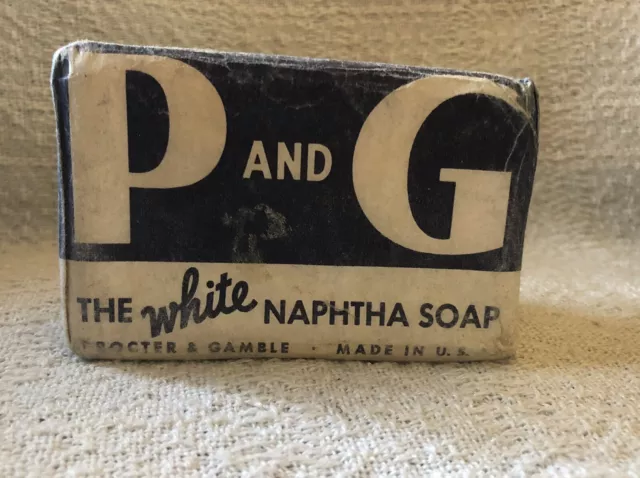 P AND G
THE white NAPHTHA SOAP
PROCTER & GAMBLE · MADE IN U. S.